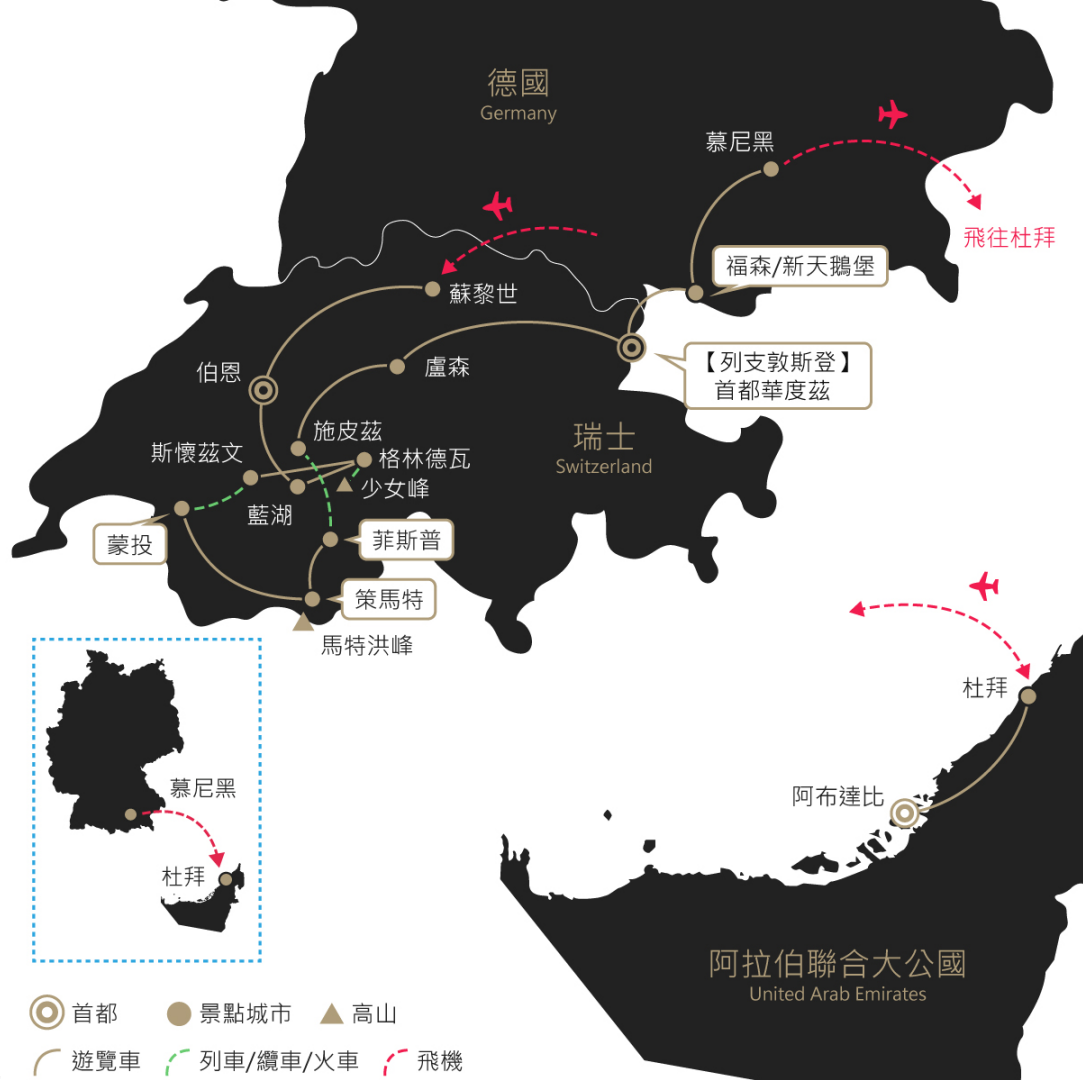 德國
Germany
慕尼黑
飛往杜拜
福森/新天鵝堡
蘇黎世
【列支敦斯登】
首都華度茲
盧森
伯恩
施皮茲
瑞士
Switzerland
斯懷茲文
格林德瓦
少女峰
藍湖
蒙投
菲斯普
策馬特
馬特洪峰
杜拜
阿布達比
慕尼黑
杜拜
阿拉伯聯合大公國
United Arab Emirates
首都
景點城市
高山
遊覽車
列車/纜車/火車
飛機